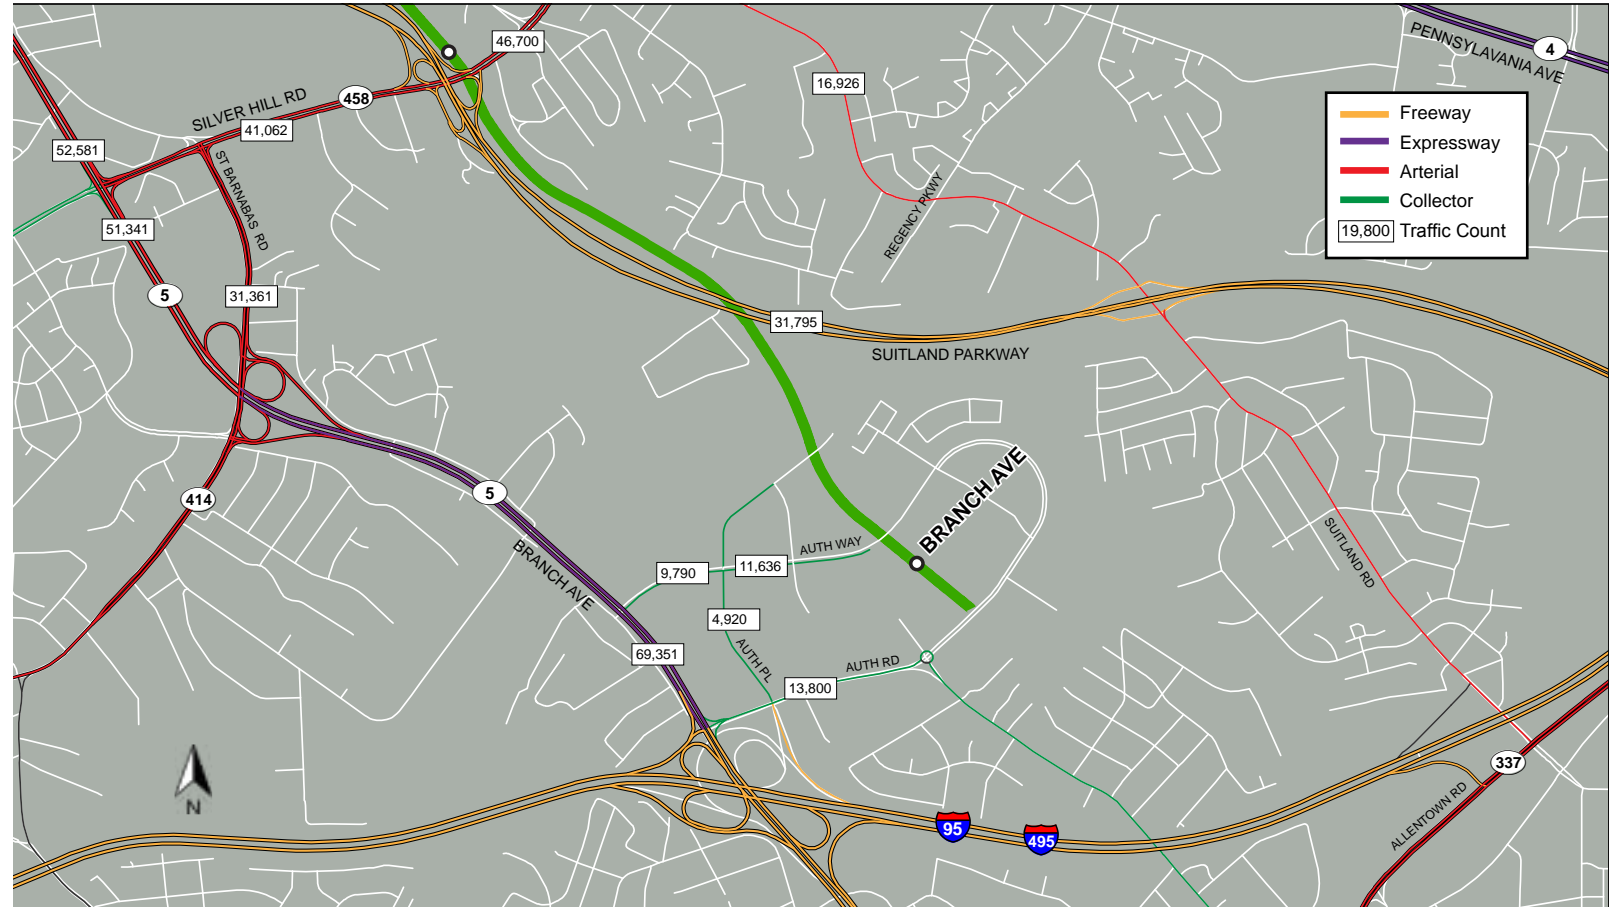 46,700
PENNSYLAVANIA AVE
4
16,926
SILVER HILL RD
458
41,062
52,581
Freeway
Expressway
Arterial
Collector
19,800 Traffic Count
ST BARNABAS RD
REGENCY PKWY
51,341
5
31,361
31,795
SUITLAND PARKWAY
BRANCH AVE
414
5
BRANCH AVE
SUITLAND RD
AUTH WAY
9,790
11,636
4,920
AUTH PL
69,351
AUTH RD
13,800
N
337
ALLENTOWN RD
95
495